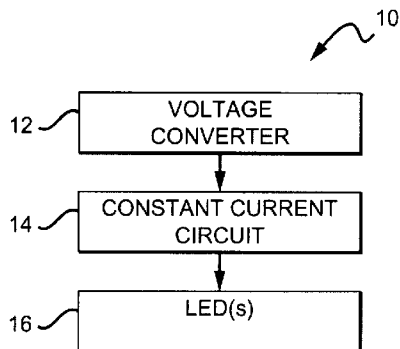 10
12
VOLTAGE
CONVERTER
14
CONSTANT CURRENT
CIRCUIT
16
LED(s)